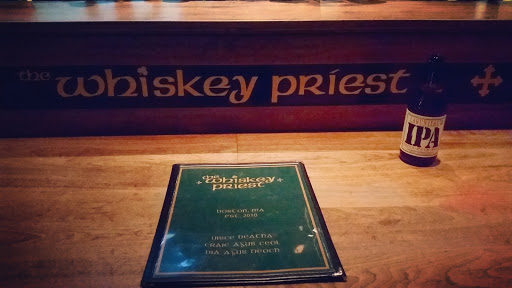 the whiskey priest
LAGUNITAS
IPA
the
whiskey
priest
Boston, MA
Est. 2010
Uisce Beatha
Craic Agus Ceol
Bia Agus Deoch